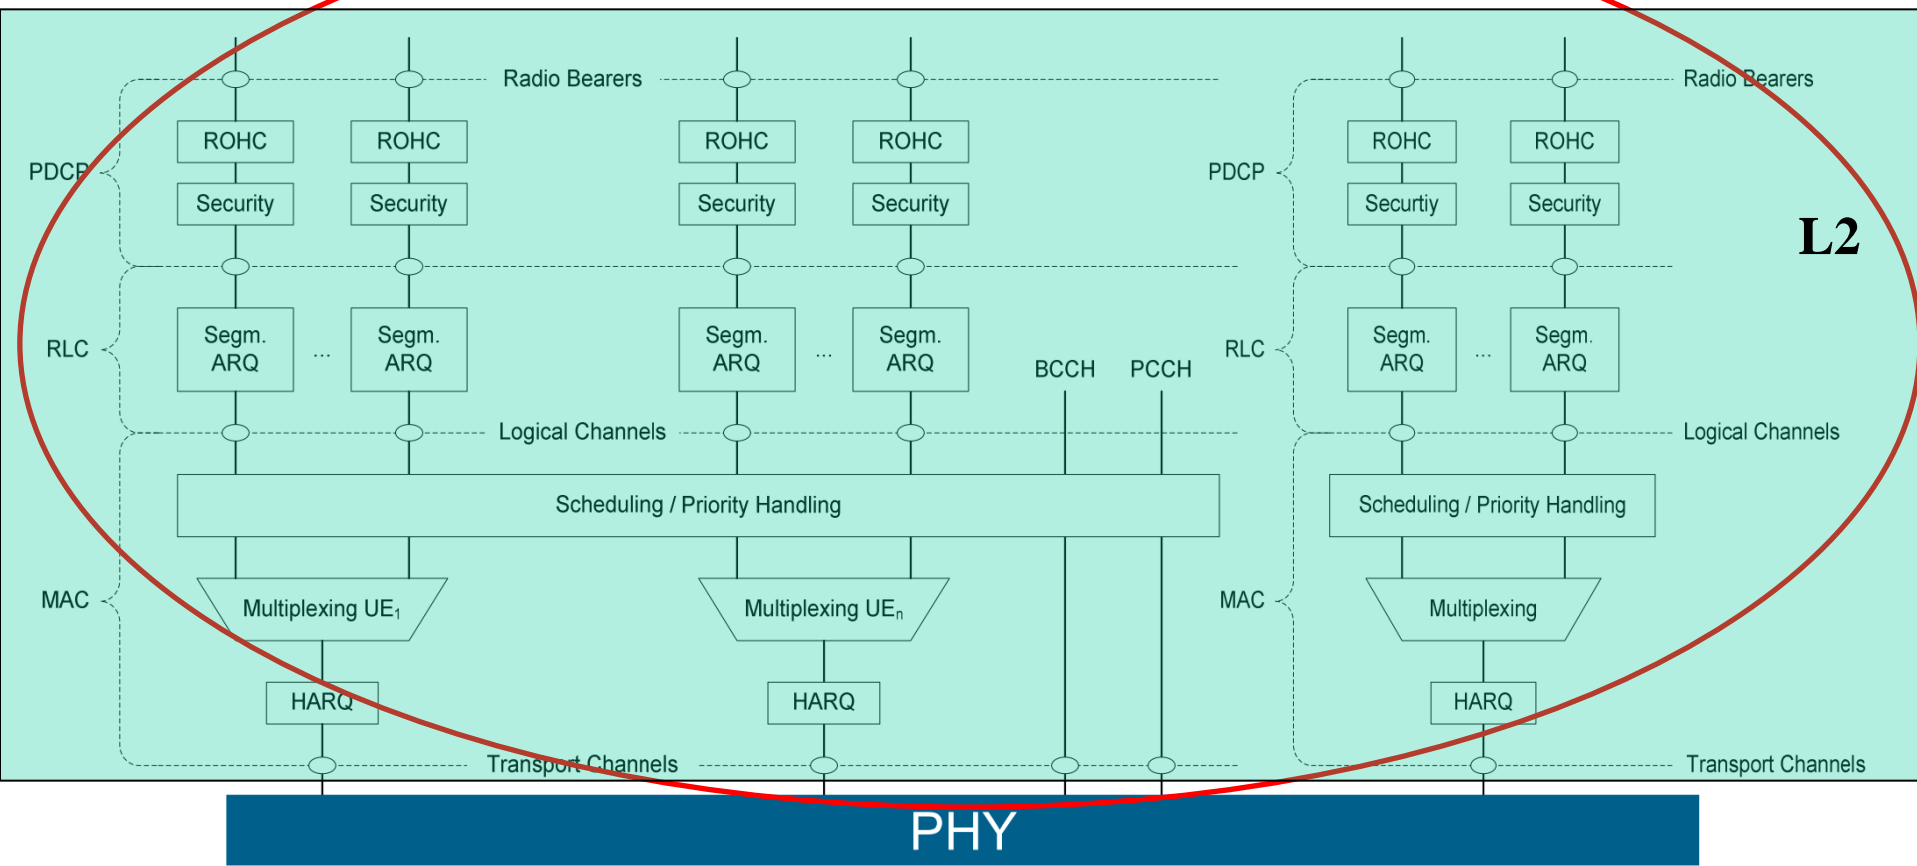 Radio Bearers
Radio Bearers
ROHC ROHC ROHC ROHC ROHC ROHC
PDCP PDCP
Security Security Security Security Securtiy Security
L2
Segm. Segm. Segm. Segm. Segm. Segm.
RLC ... ... RLC ...
ARQ ARQ ARQ ARQ ARQ ARQ
BCCH PCCH
Logical Channels Logical Channels
Scheduling / Priority Handling Scheduling / Priority Handling
MAC MAC
Multiplexing UE1 Multiplexing UEn Multiplexing
HARQ HARQ HARQ
Transport Channels Transport Channels
PHY